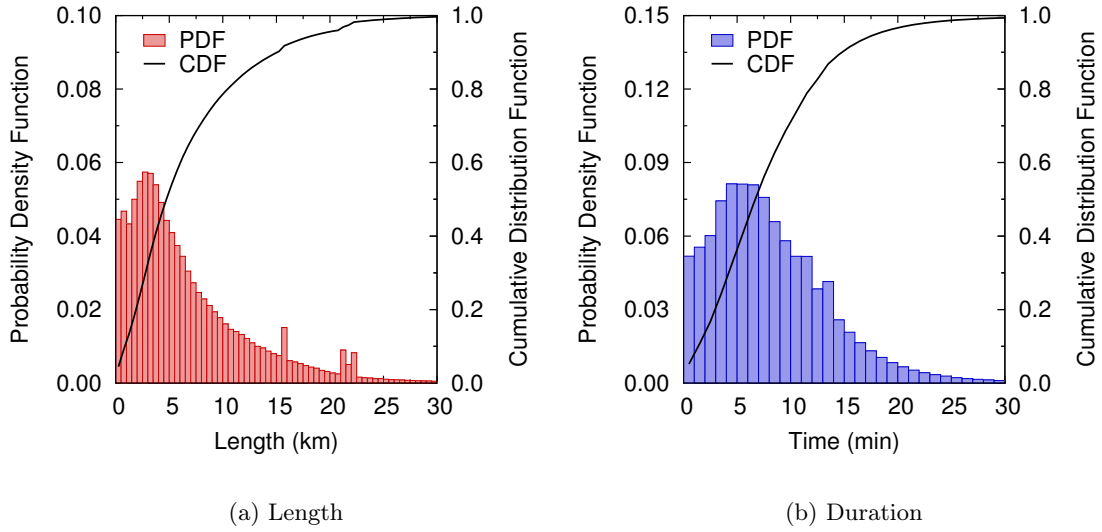 Probability Density Function
0.10
0.08
0.06
0.04
0.02
0.00
PDF
CDF
1.0
0.8
0.6
0.4
0.2
0.0
Cumulative Distribution Function
0 5 10 15 20 25 30
Length (km)
(a) Length
Probability Density Function
0.15
0.12
0.09
0.06
0.03
0.00
PDF
CDF
1.0
0.8
0.6
0.4
0.2
0.0
Cumulative Distribution Function
0 5 10 15 20 25 30
Time (min)
(b) Duration